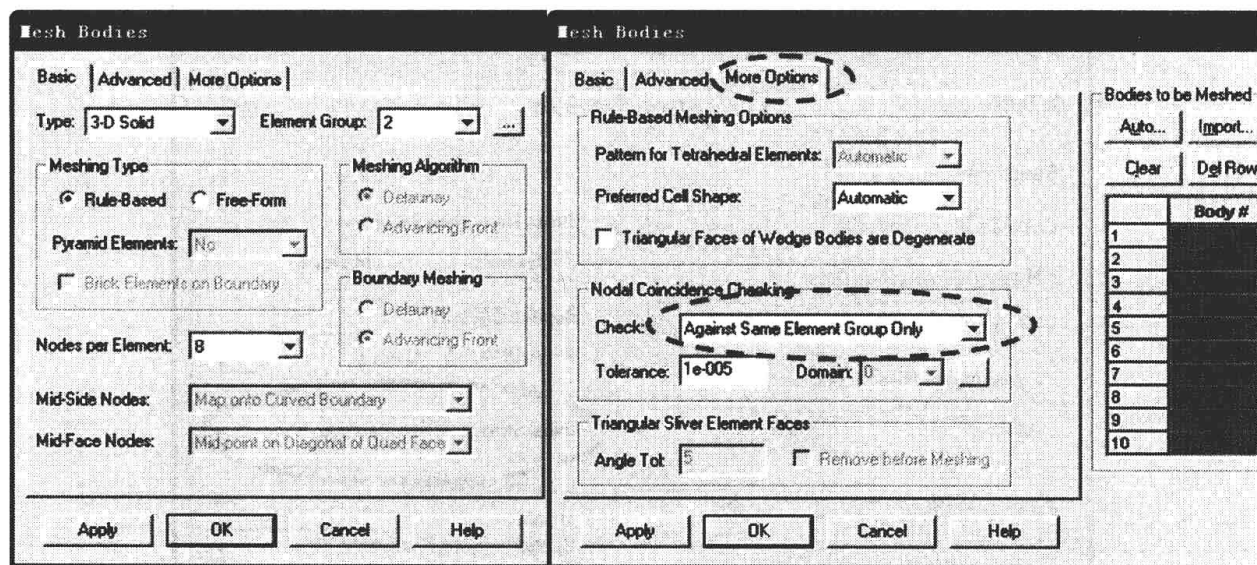 Mesh Bodies
Basic Advanced More Options
Type: 3-D Solid Element Group: 2 ...
Meshing Type
Rule-Based Free-Form
Pyramid Elements: No
Brick Elements on Boundary
Meshing Algorithm
Delaunay
Advancing Front
Boundary Meshing
Delaunay
Advancing Front
Nodes per Element: 8
Mid-Side Nodes: Map onto Curved Boundary
Mid-Face Nodes: Mid-point on Diagonal of Quad Face
Apply OK Cancel Help
Mesh Bodies
Basic Advanced More Options
Rule-Based Meshing Options
Pattern for Tetrahedral Elements: Automatic
Preferred Cell Shape: Automatic
Triangular Faces of Wedge Bodies are Degenerate
Nodal Coincidence Checking
Check: Against Same Element Group Only
Tolerance: 1e-005 Domain: 0
Triangular Sliver Element Faces
Angle Tol: 5 Remove before Meshing
Apply OK Cancel Help
Bodies to be Meshed
Auto... Import...
Clear Del Row
Body #
1
2
3
4
5
6
7
8
9
10